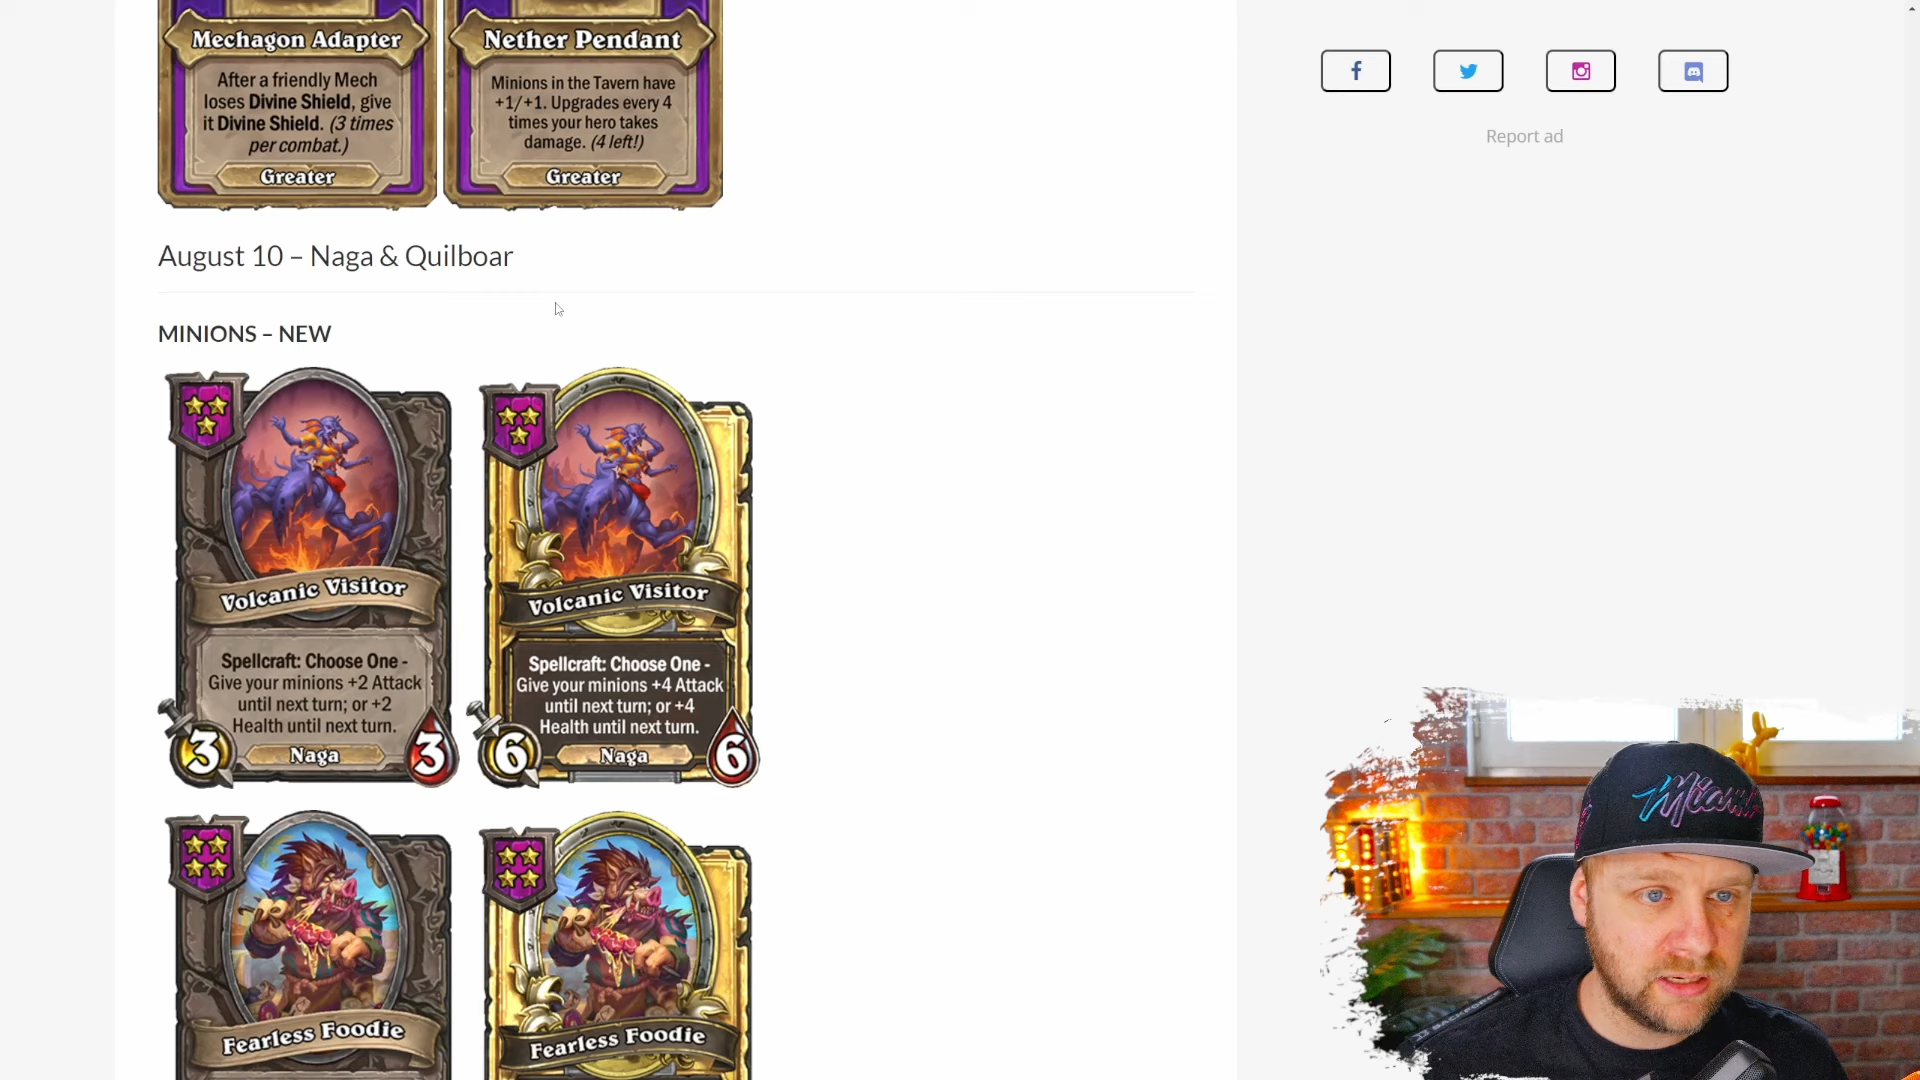 Mechagon Adapter
After a friendly Mech
loses Divine Shield, give
it Divine Shield. (3 times
per combat.)
Greater
Nether Pendant
Minions in the Tavern have
+1/+1. Upgrades every 4
times your hero takes
damage. (4 left!)
Greater
Report ad
August 10 – Naga & Quilboar
MINIONS – NEW
Volcanic Visitor
Spellcraft: Choose One -
Give your minions +2 Attack
until next turn; or +2
Health until next turn.
3
Naga
3
Volcanic Visitor
Spellcraft: Choose One -
Give your minions +4 Attack
until next turn; or +4
Health until next turn.
6
Naga
6
Fearless Foodie
Fearless Foodie
Miami